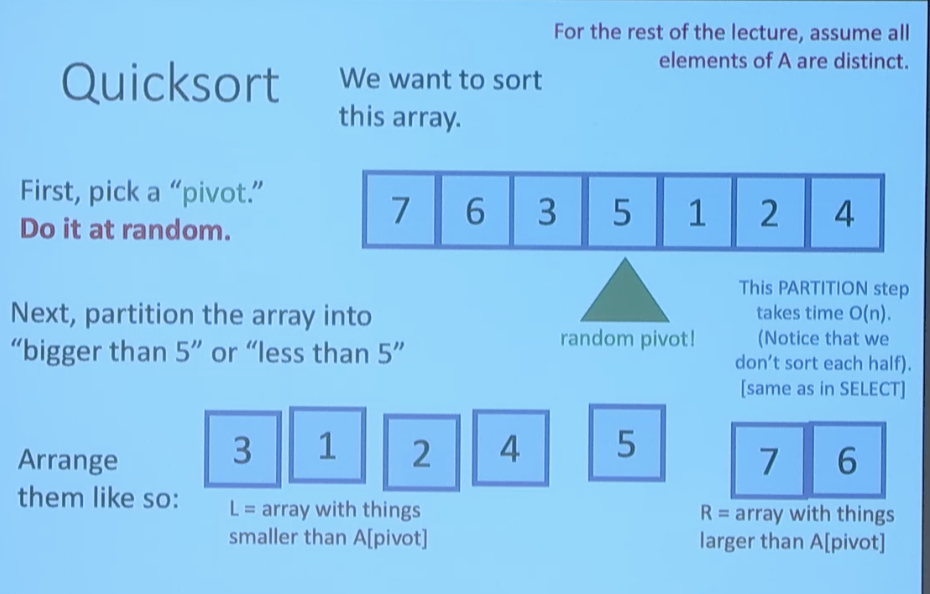 For the rest of the lecture, assume all
elements of A are distinct.
Quicksort
We want to sort
this array.
First, pick a “pivot.”
Do it at random.
7 6 3 5 1 2 4
random pivot!
This PARTITION step
takes time O(n).
(Notice that we
don’t sort each half).
[same as in SELECT]
Next, partition the array into
“bigger than 5” or “less than 5”
Arrange
them like so:
3 1 2 4 5 7 6
L = array with things
smaller than A[pivot]
R = array with things
larger than A[pivot]